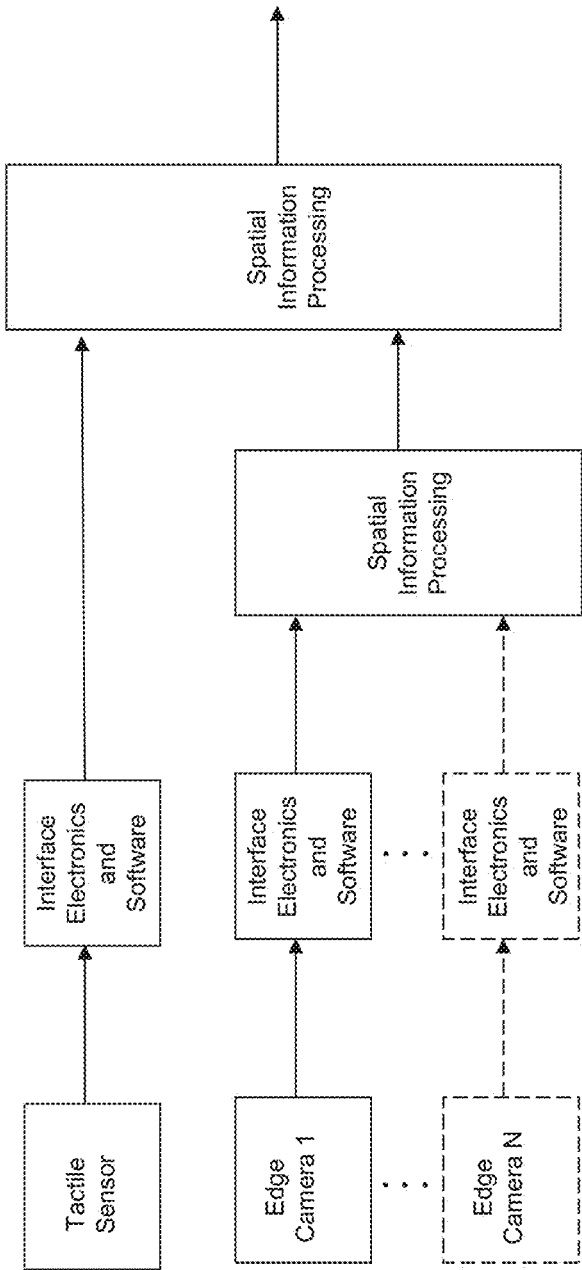 Tactile
Sensor
Interface
Electronics
and
Software
Spatial
Information
Processing
Edge
Camera 1
Interface
Electronics
and
Software
Spatial
Information
Processing
Edge
Camera N
Interface
Electronics
and
Software